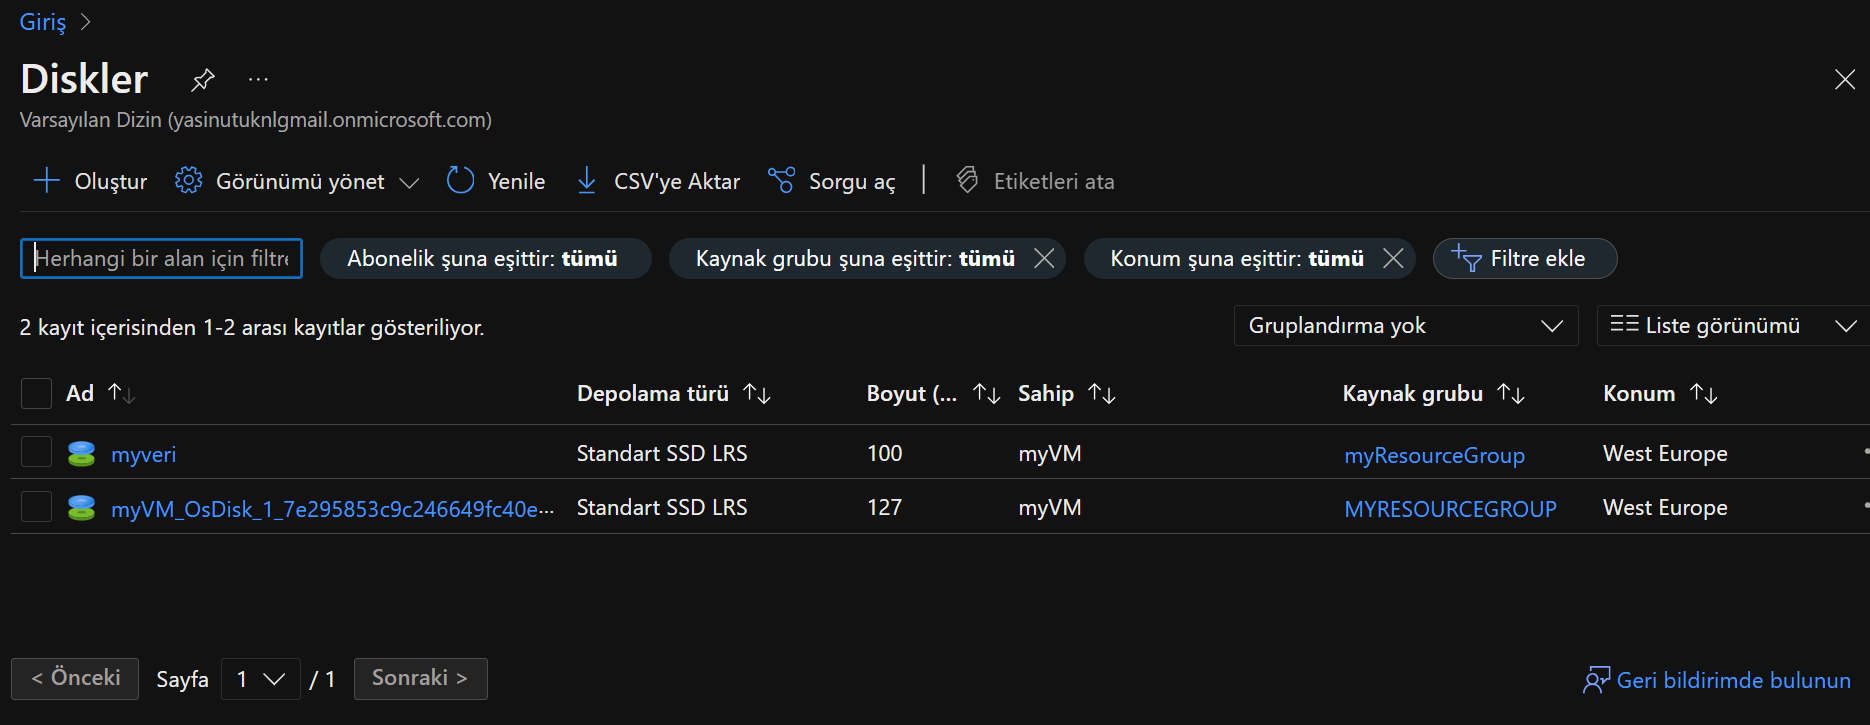 Giriş
Diskler
Varsayılan Dizin (yasinutuknlgmail.onmicrosoft.com)
Oluştur Görünümü yönet Yenile CSV'ye Aktar Sorgu aç Etiketleri ata
Herhangi bir alan için filtre Abonelik şuna eşittir: tümü Kaynak grubu şuna eşittir: tümü Konum şuna eşittir: tümü Filtre ekle
2 kayıt içerisinden 1-2 arası kayıtlar gösteriliyor. Gruplandırma yok Liste görünümü
Ad Depolama türü Boyut (... Sahip Kaynak grubu Konum
myveri Standart SSD LRS 100 myVM myResourceGroup West Europe
myVM_OsDisk_1_7e295853c9c246649fc40e... Standart SSD LRS 127 myVM MYRESOURCEGROUP West Europe
< Önceki Sayfa 1 / 1 Sonraki > Geri bildirimde bulunun